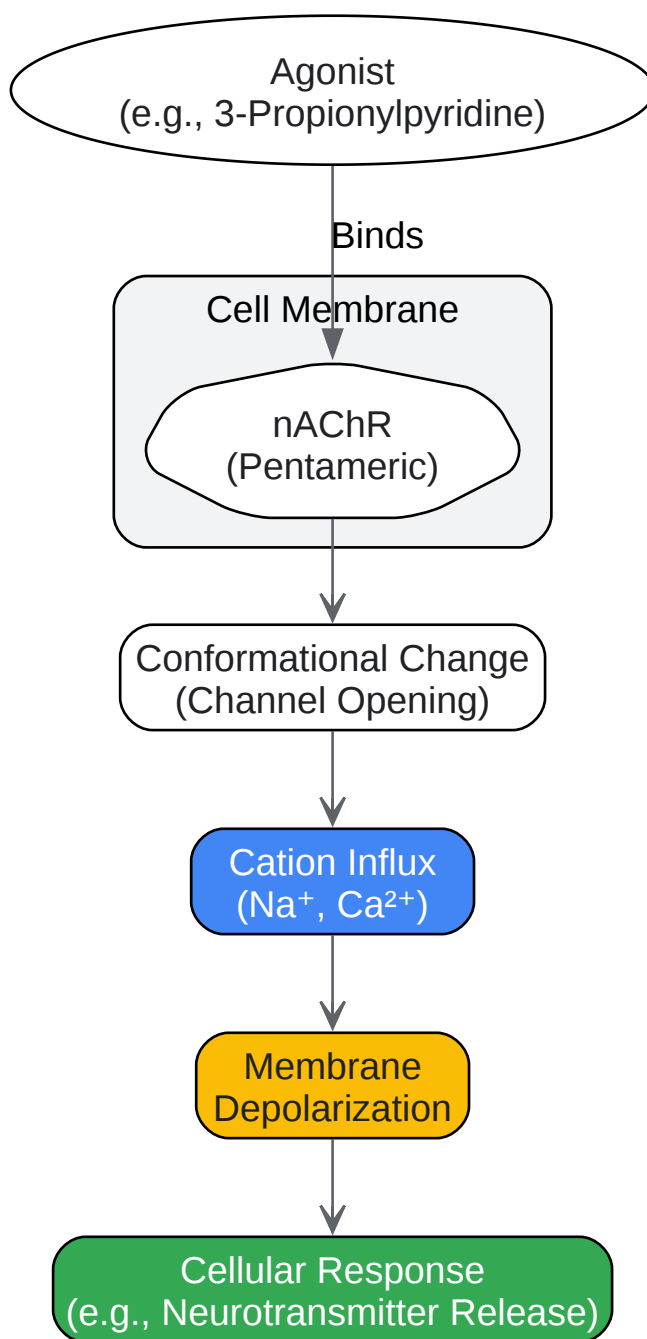 Agonist
(e.g., 3-Propionylpyridine)
Binds
Cell Membrane
nAChR
(Pentameric)
Conformational Change
(Channel Opening)
Cation Influx
(Na⁺, Ca²⁺)
Membrane
Depolarization
Cellular Response
(e.g., Neurotransmitter Release)